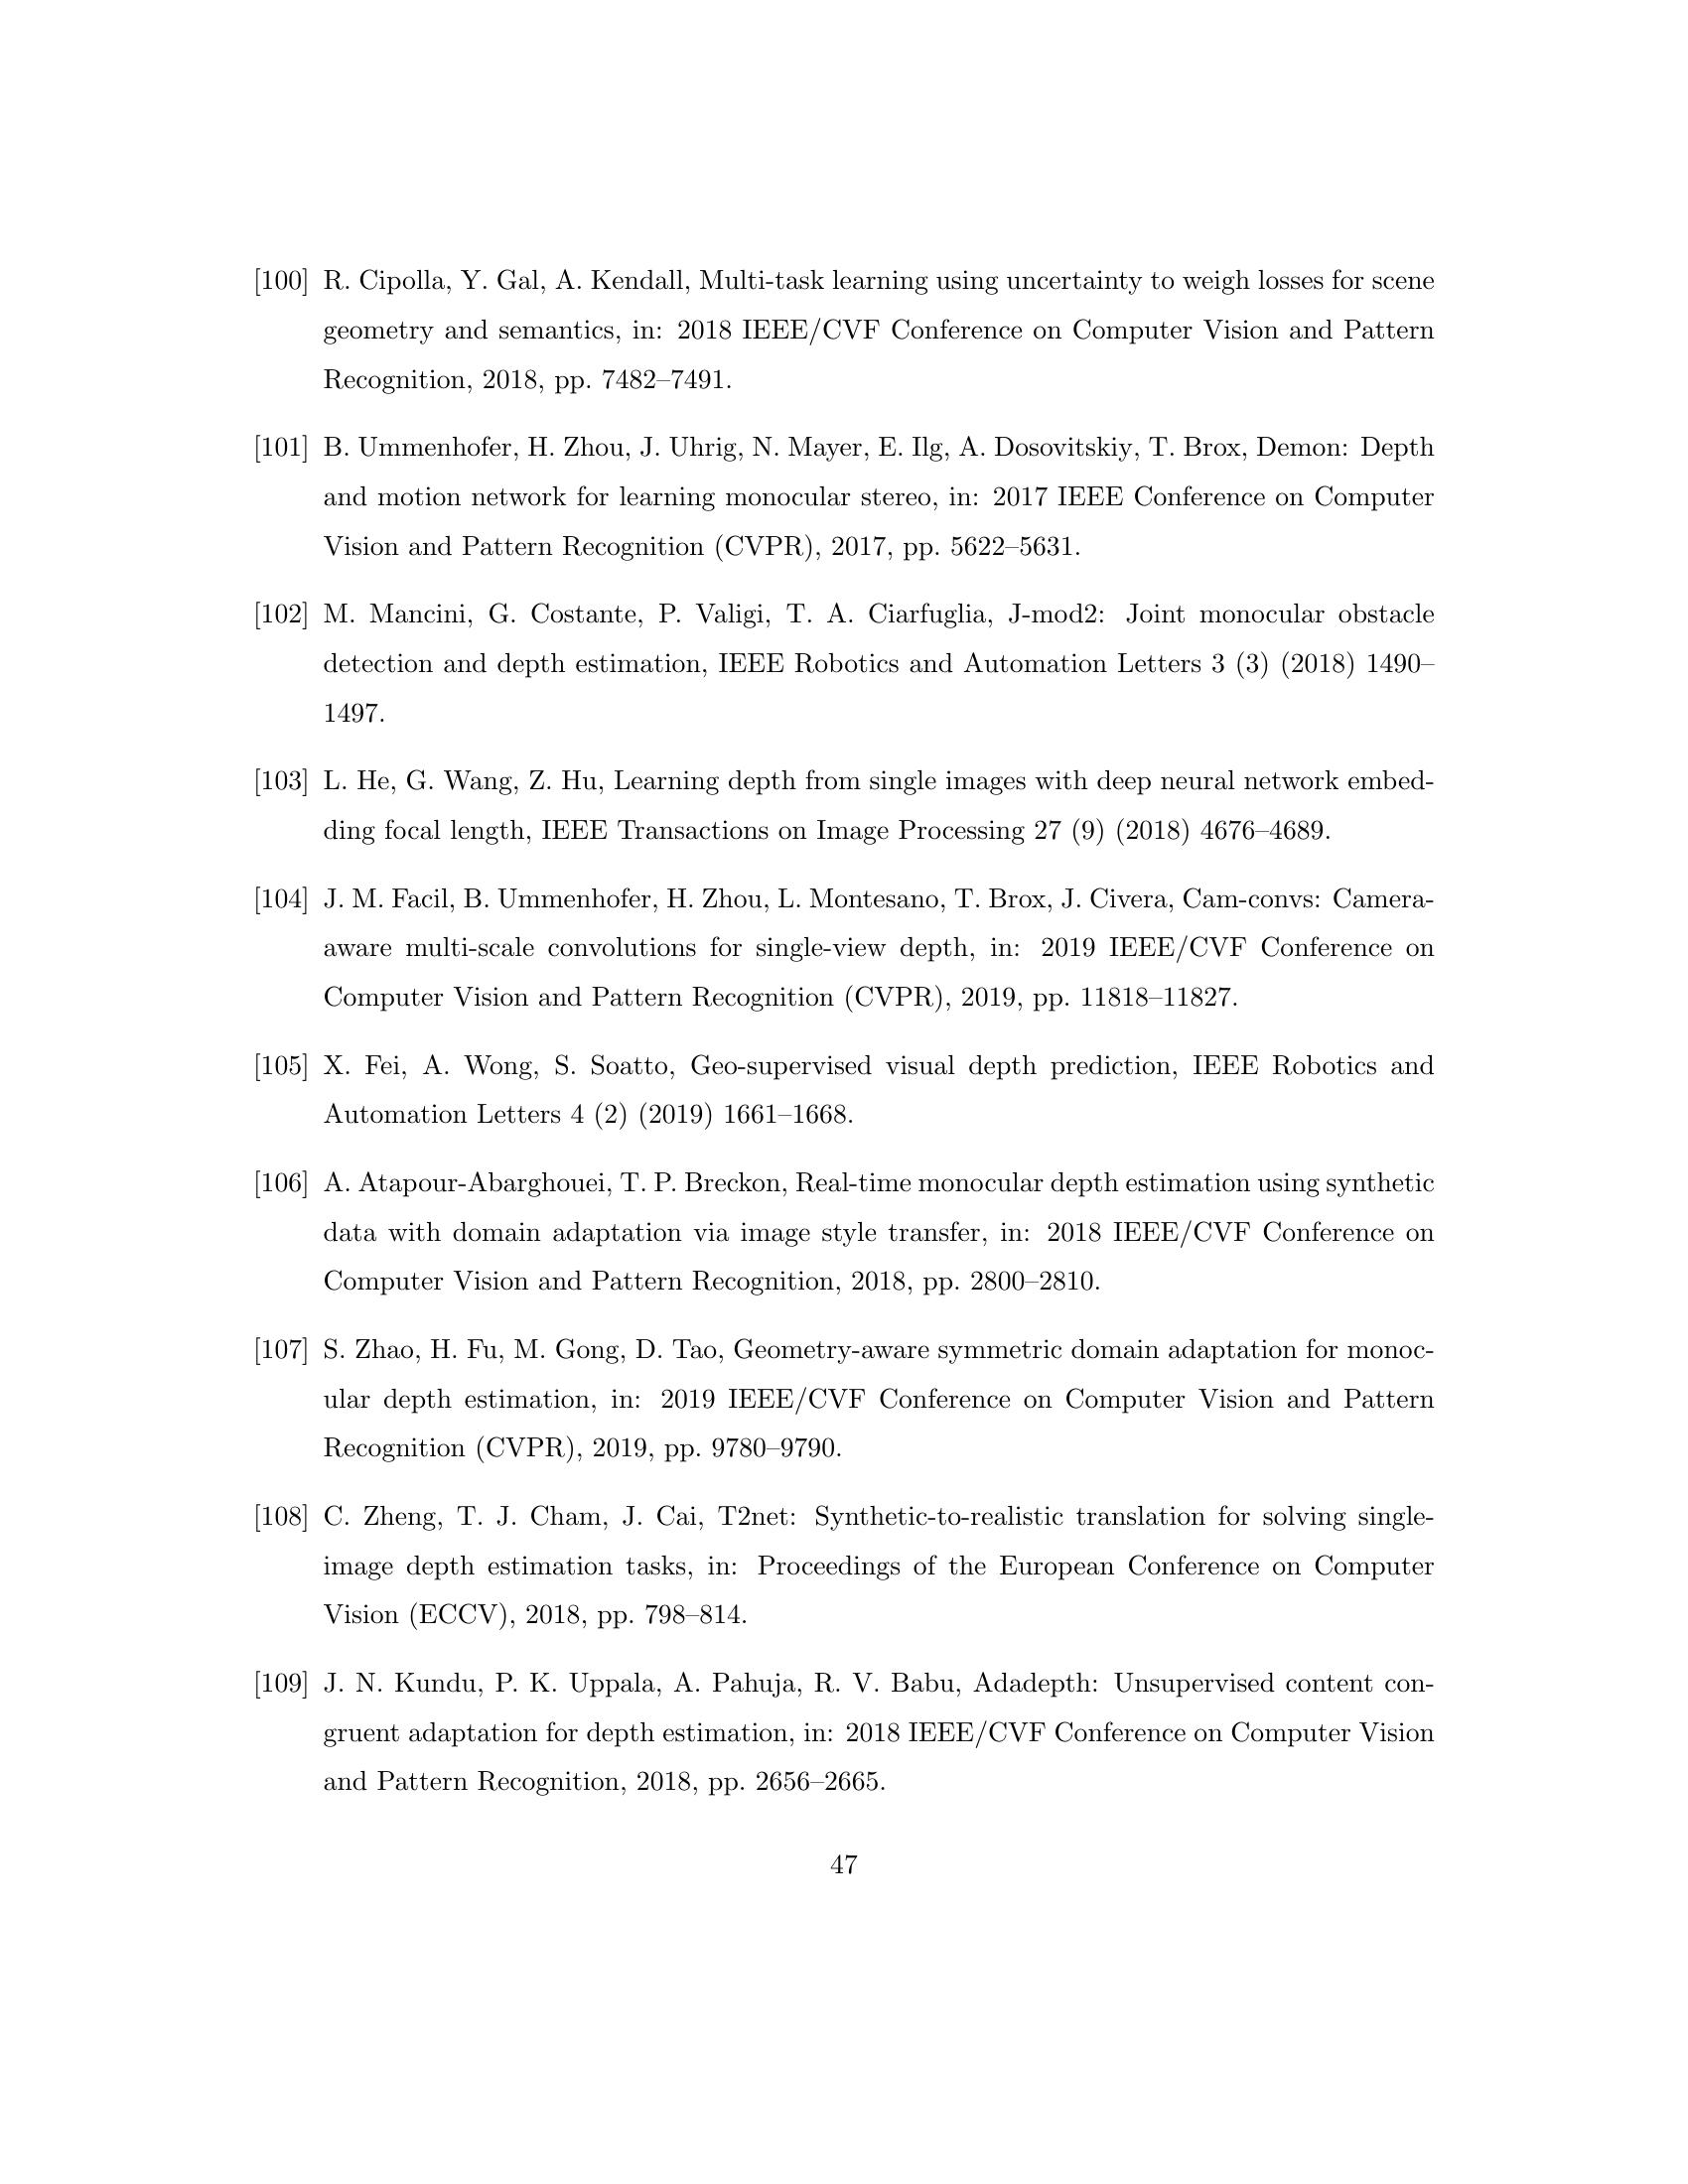 [100] R. Cipolla, Y. Gal, A. Kendall, Multi-task learning using uncertainty to weigh losses for scene
geometry and semantics, in: 2018 IEEE/CVF Conference on Computer Vision and Pattern
Recognition, 2018, pp. 7482–7491.
[101] B. Ummenhofer, H. Zhou, J. Uhrig, N. Mayer, E. Ilg, A. Dosovitskiy, T. Brox, Demon: Depth
and motion network for learning monocular stereo, in: 2017 IEEE Conference on Computer
Vision and Pattern Recognition (CVPR), 2017, pp. 5622–5631.
[102] M. Mancini, G. Costante, P. Valigi, T. A. Ciarfuglia, J-mod2: Joint monocular obstacle
detection and depth estimation, IEEE Robotics and Automation Letters 3 (3) (2018) 1490–
1497.
[103] L. He, G. Wang, Z. Hu, Learning depth from single images with deep neural network embed-
ding focal length, IEEE Transactions on Image Processing 27 (9) (2018) 4676–4689.
[104] J. M. Facil, B. Ummenhofer, H. Zhou, L. Montesano, T. Brox, J. Civera, Cam-convs: Camera-
aware multi-scale convolutions for single-view depth, in: 2019 IEEE/CVF Conference on
Computer Vision and Pattern Recognition (CVPR), 2019, pp. 11818–11827.
[105] X. Fei, A. Wong, S. Soatto, Geo-supervised visual depth prediction, IEEE Robotics and
Automation Letters 4 (2) (2019) 1661–1668.
[106] A. Atapour-Abarghouei, T. P. Breckon, Real-time monocular depth estimation using synthetic
data with domain adaptation via image style transfer, in: 2018 IEEE/CVF Conference on
Computer Vision and Pattern Recognition, 2018, pp. 2800–2810.
[107] S. Zhao, H. Fu, M. Gong, D. Tao, Geometry-aware symmetric domain adaptation for monoc-
ular depth estimation, in: 2019 IEEE/CVF Conference on Computer Vision and Pattern
Recognition (CVPR), 2019, pp. 9780–9790.
[108] C. Zheng, T. J. Cham, J. Cai, T2net: Synthetic-to-realistic translation for solving single-
image depth estimation tasks, in: Proceedings of the European Conference on Computer
Vision (ECCV), 2018, pp. 798–814.
[109] J. N. Kundu, P. K. Uppala, A. Pahuja, R. V. Babu, Adadepth: Unsupervised content con-
gruent adaptation for depth estimation, in: 2018 IEEE/CVF Conference on Computer Vision
and Pattern Recognition, 2018, pp. 2656–2665.
47